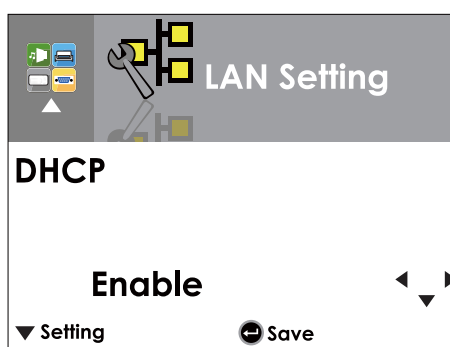 LAN Setting
DHCP
Enable
Setting
Save